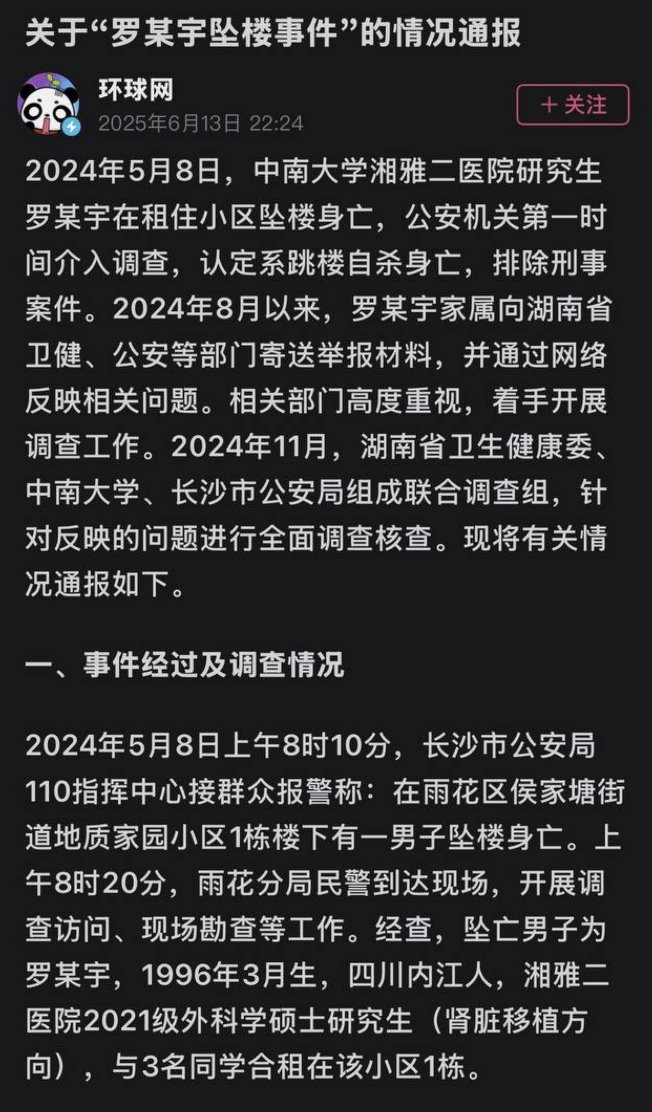 关于“罗某宇坠楼事件”的情况通报
环球网
2025年6月13日 22:24
＋关注
2024年5月8日，中南大学湘雅二医院研究生
罗某宇在租住小区坠楼身亡，公安机关第一时
间介入调查，认定系跳楼自杀身亡，排除刑事
案件。2024年8月以来，罗某宇家属向湖南省
卫健、公安等部门寄送举报材料，并通过网络
反映相关问题。相关部门高度重视，着手开展
调查工作。2024年11月，湖南省卫生健康委、
中南大学、长沙市公安局组成联合调查组，针
对反映的问题进行全面调查核查。现将有关情
况通报如下。
一、事件经过及调查情况
2024年5月8日上午8时10分，长沙市公安局
110指挥中心接群众报警称：在雨花区侯家塘街
道地质家园小区1栋楼下有一男子坠楼身亡。上
午8时20分，雨花分局民警到达现场，开展调
查访问、现场勘查等工作。经查，坠亡男子为
罗某宇，1996年3月生，四川内江人，湘雅二
医院2021级外科学硕士研究生（肾脏移植方
向），与3名同学合租在该小区1栋。